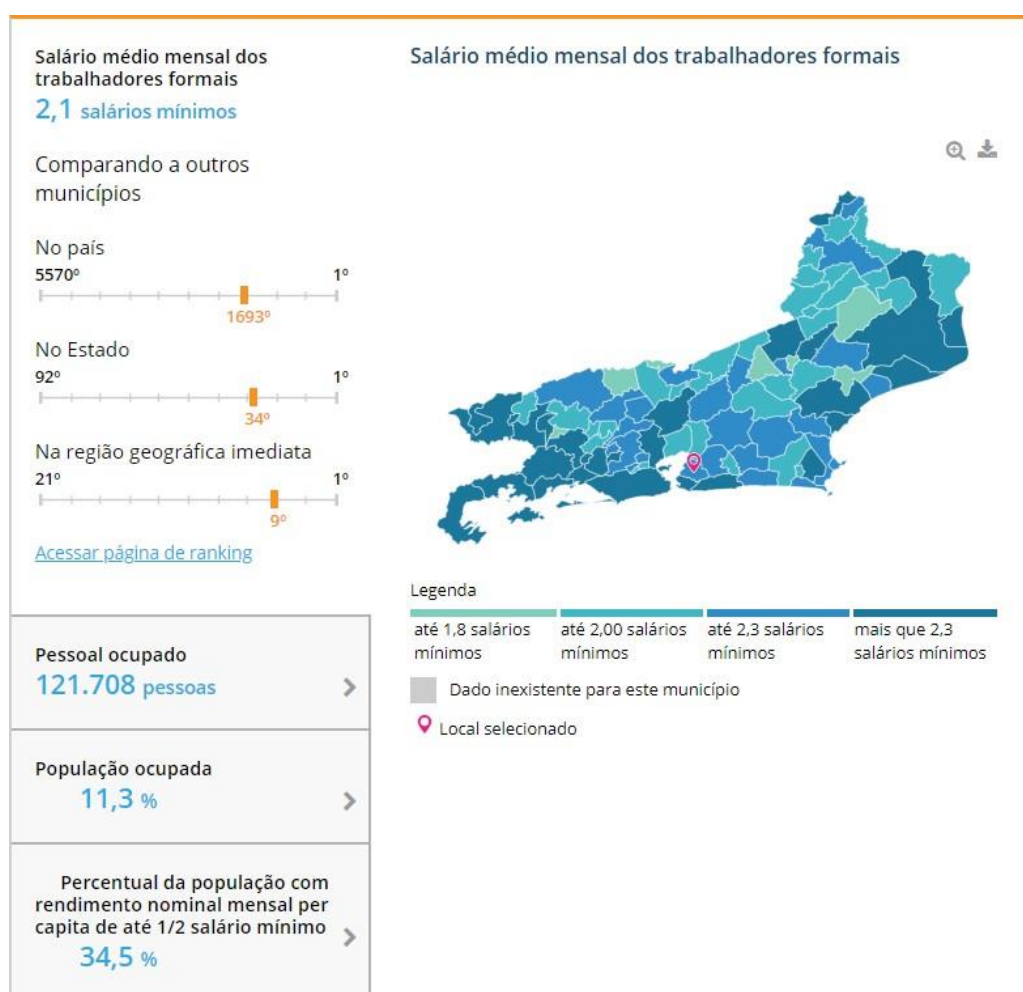 Salário médio mensal dos
trabalhadores formais
2,1 salários mínimos
Comparando a outros
municípios
No país
5570º 1º
1693º
No Estado
92º 1º
34º
Na região geográfica imediata
21º 1º
9º
Acessar página de ranking
Pessoal ocupado
121.708 pessoas
População ocupada
11,3 %
Percentual da população com
rendimento nominal mensal per
capita de até 1/2 salário mínimo
34,5 %
Salário médio mensal dos trabalhadores formais
Legenda
até 1,8 salários
mínimos
até 2,00 salários
mínimos
até 2,3 salários
mínimos
mais que 2,3
salários mínimos
Dado inexistente para este município
Local selecionado